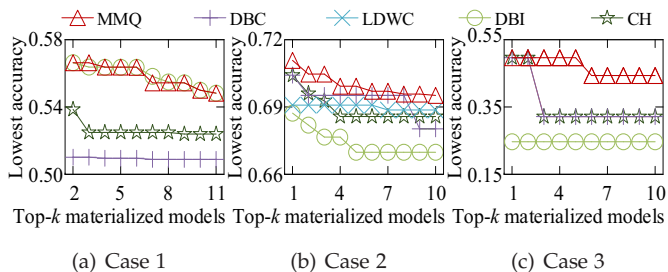 MMQ DBC LDWC DBI CH
Lowest accuracy
0.58
0.54
0.50
2 5 8 11
Top-k materialized models
(a) Case 1
Lowest accuracy
0.72
0.69
0.66
1 4 7 10
Top-k materialized models
(b) Case 2
Lowest accuracy
0.55
0.35
0.15
1 4 7 10
Top-k materialized models
(c) Case 3